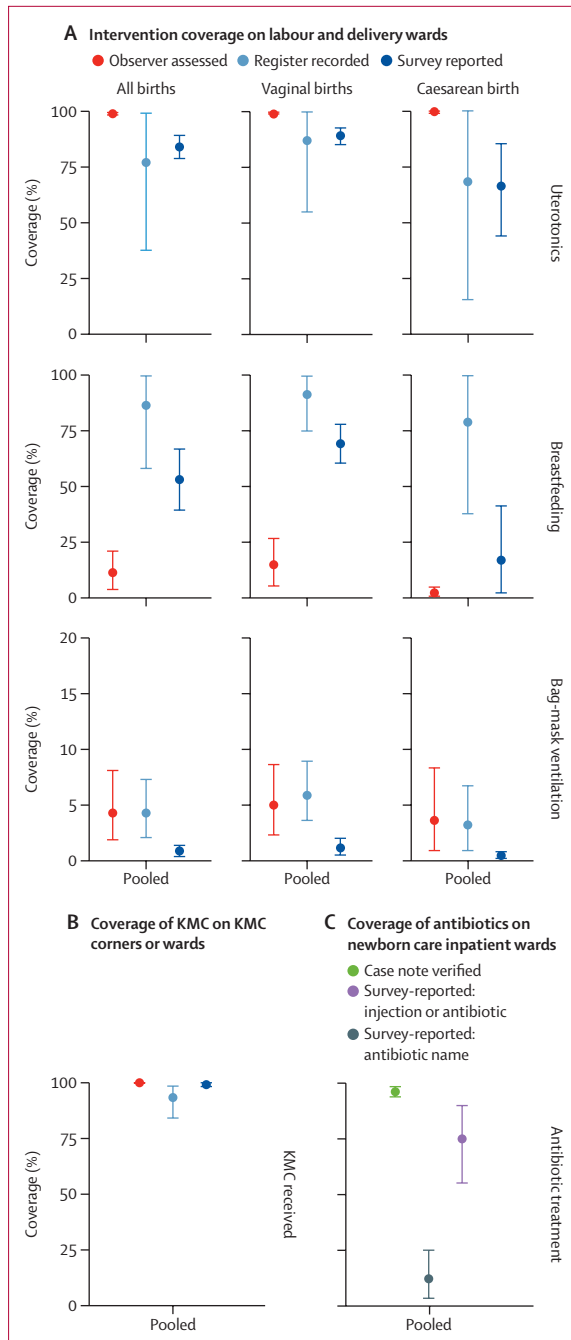 A Intervention coverage on labour and delivery wards
Observer assessed Register recorded Survey reported
All births Vaginal births Caesarean birth
100
75
50
25
0
Coverage (%)
Uterotonics
100
75
50
25
0
Coverage (%)
Breastfeeding
20
15
10
5
0
Coverage (%)
Bag-mask ventilation
Pooled Pooled Pooled
B Coverage of KMC on KMC
corners or wards
100
75
50
25
0
Coverage (%)
KMC received
Pooled
C Coverage of antibiotics on
newborn care inpatient wards
Case note verified
Survey-reported:
injection or antibiotic
Survey-reported:
antibiotic name
Antibiotic treatment
Pooled